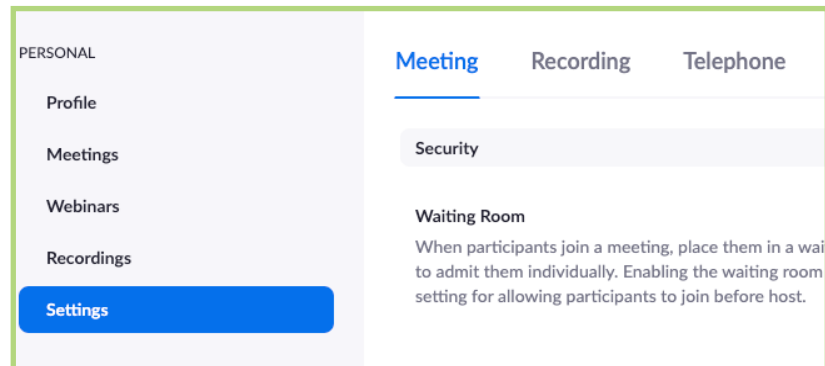 PERSONAL
Profile
Meetings
Webinars
Recordings
Settings
Meeting Recording Telephone
Security
Waiting Room
When participants join a meeting, place them in a wai
to admit them individually. Enabling the waiting room
setting for allowing participants to join before host.